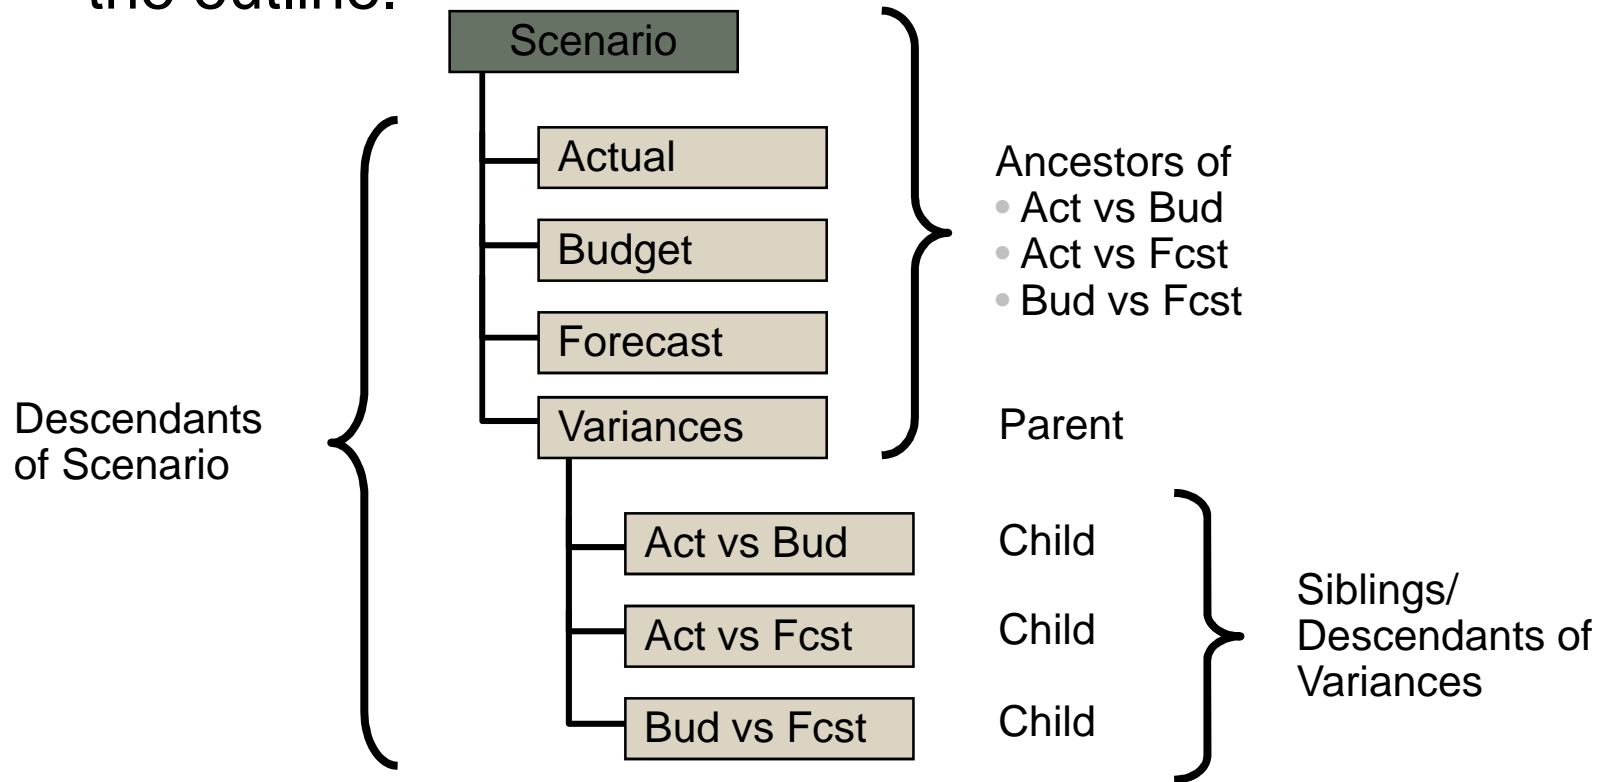 the outline.
Scenario
Actual
Budget
Forecast
Variances
Act vs Bud
Act vs Fcst
Bud vs Fcst
Descendants
of Scenario
Ancestors of
• Act vs Bud
• Act vs Fcst
• Bud vs Fcst
Parent
Child
Child
Child
Siblings/
Descendants of
Variances